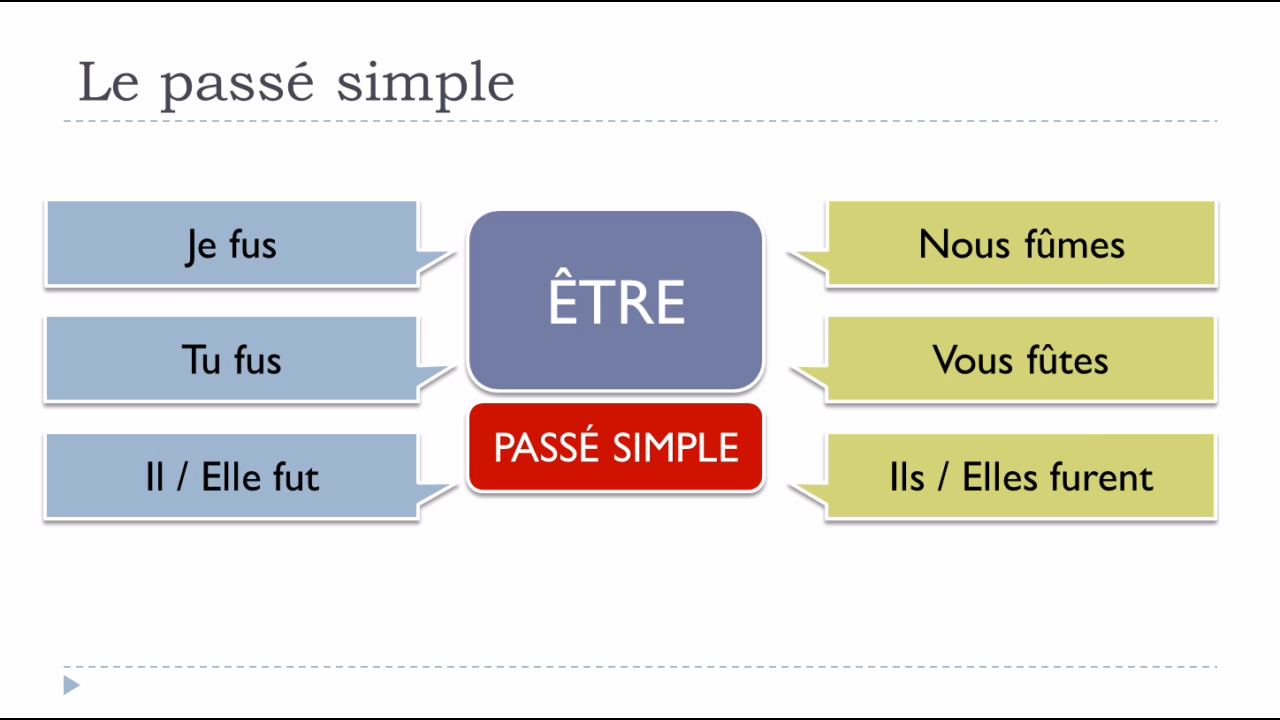 Le passé simple
Je fus
Tu fus
Il / Elle fut
ÊTRE
PASSÉ SIMPLE
Nous fûmes
Vous fûtes
Ils / Elles furent